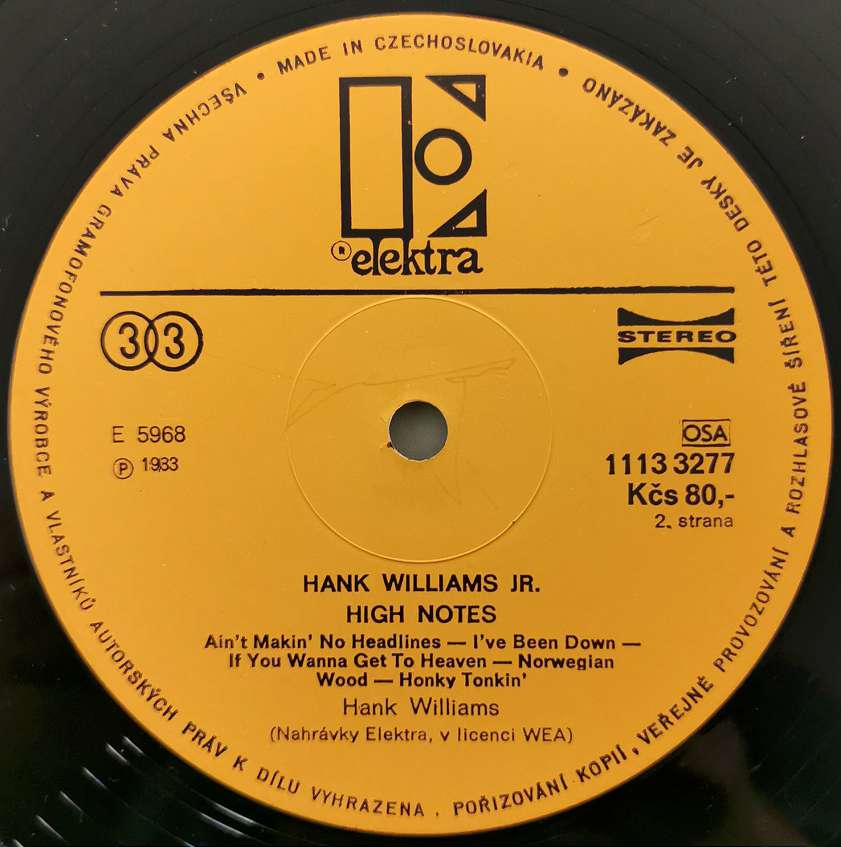 VŠECHNA PRÁVA GRAMOFONOVÉHO VÝROBCE A VLASTNÍKŮ AUTORSKÝCH PRÁV K DÍLU VYHRAZENA . POŘIZOVÁNÍ KOPIÍ, VEŘEJNÉ PROVOZOVÁNÍ A ROZHLASOVÉ ŠÍŘENÍ TÉTO DESKY JE ZAKÁZÁNO
• MADE IN CZECHOSLOVAKIA •
® elektra
33
STEREO
E 5968
OSA
℗ 1983
1113 3277
Kčs 80,-
2. strana
HANK WILLIAMS JR.
HIGH NOTES
Ain't Makin' No Headlines — I've Been Down —
If You Wanna Get To Heaven — Norwegian
Wood — Honky Tonkin'
Hank Williams
(Nahrávky Elektra, v licenci WEA)